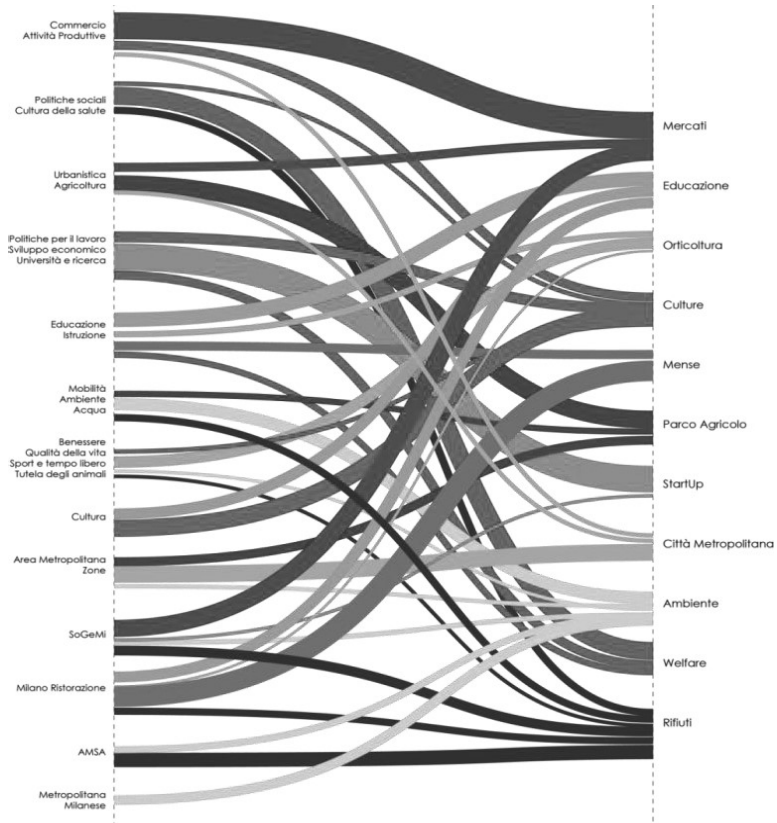 Commercio
Attività Produttive
Politiche sociali
Cultura della salute
Urbanistica
Agricoltura
Politiche per il lavoro
Sviluppo economico
Università e ricerca
Educazione
Istruzione
Mobilità
Ambiente
Acqua
Benessere
Qualità della vita
Sport e tempo libero
Tutela degli animali
Cultura
Area Metropolitana
Zone
SoGeMi
Milano Ristorazione
AMSA
Metropolitana
Milanese
Mercati
Educazione
Orticoltura
Culture
Mense
Parco Agricolo
StartUp
Città Metropolitana
Ambiente
Welfare
Rifiuti